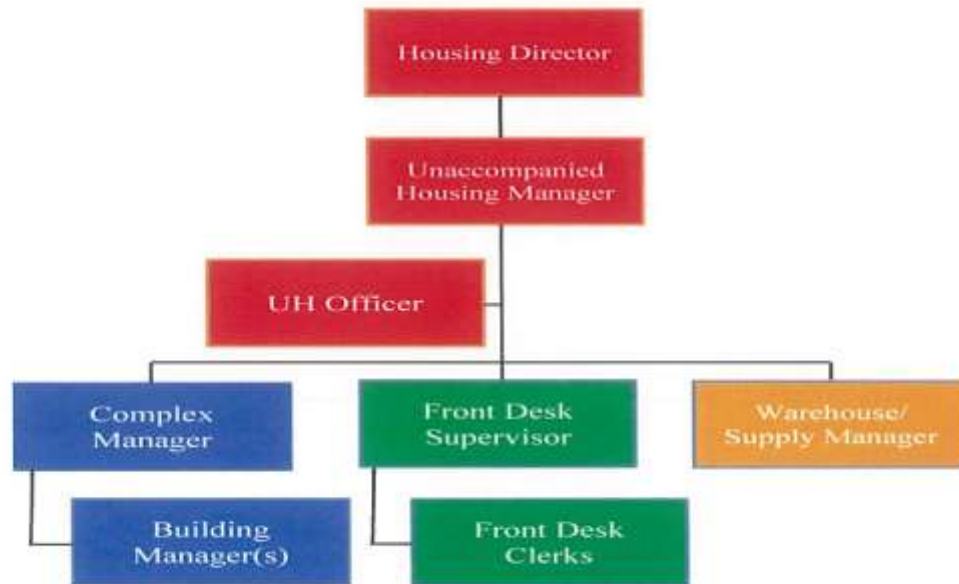 Housing Director
Unaccompanied
Housing Manager
UH Officer
Complex
Manager
Front Desk
Supervisor
Warehouse/
Supply Manager
Building
Manager(s)
Front Desk
Clerks